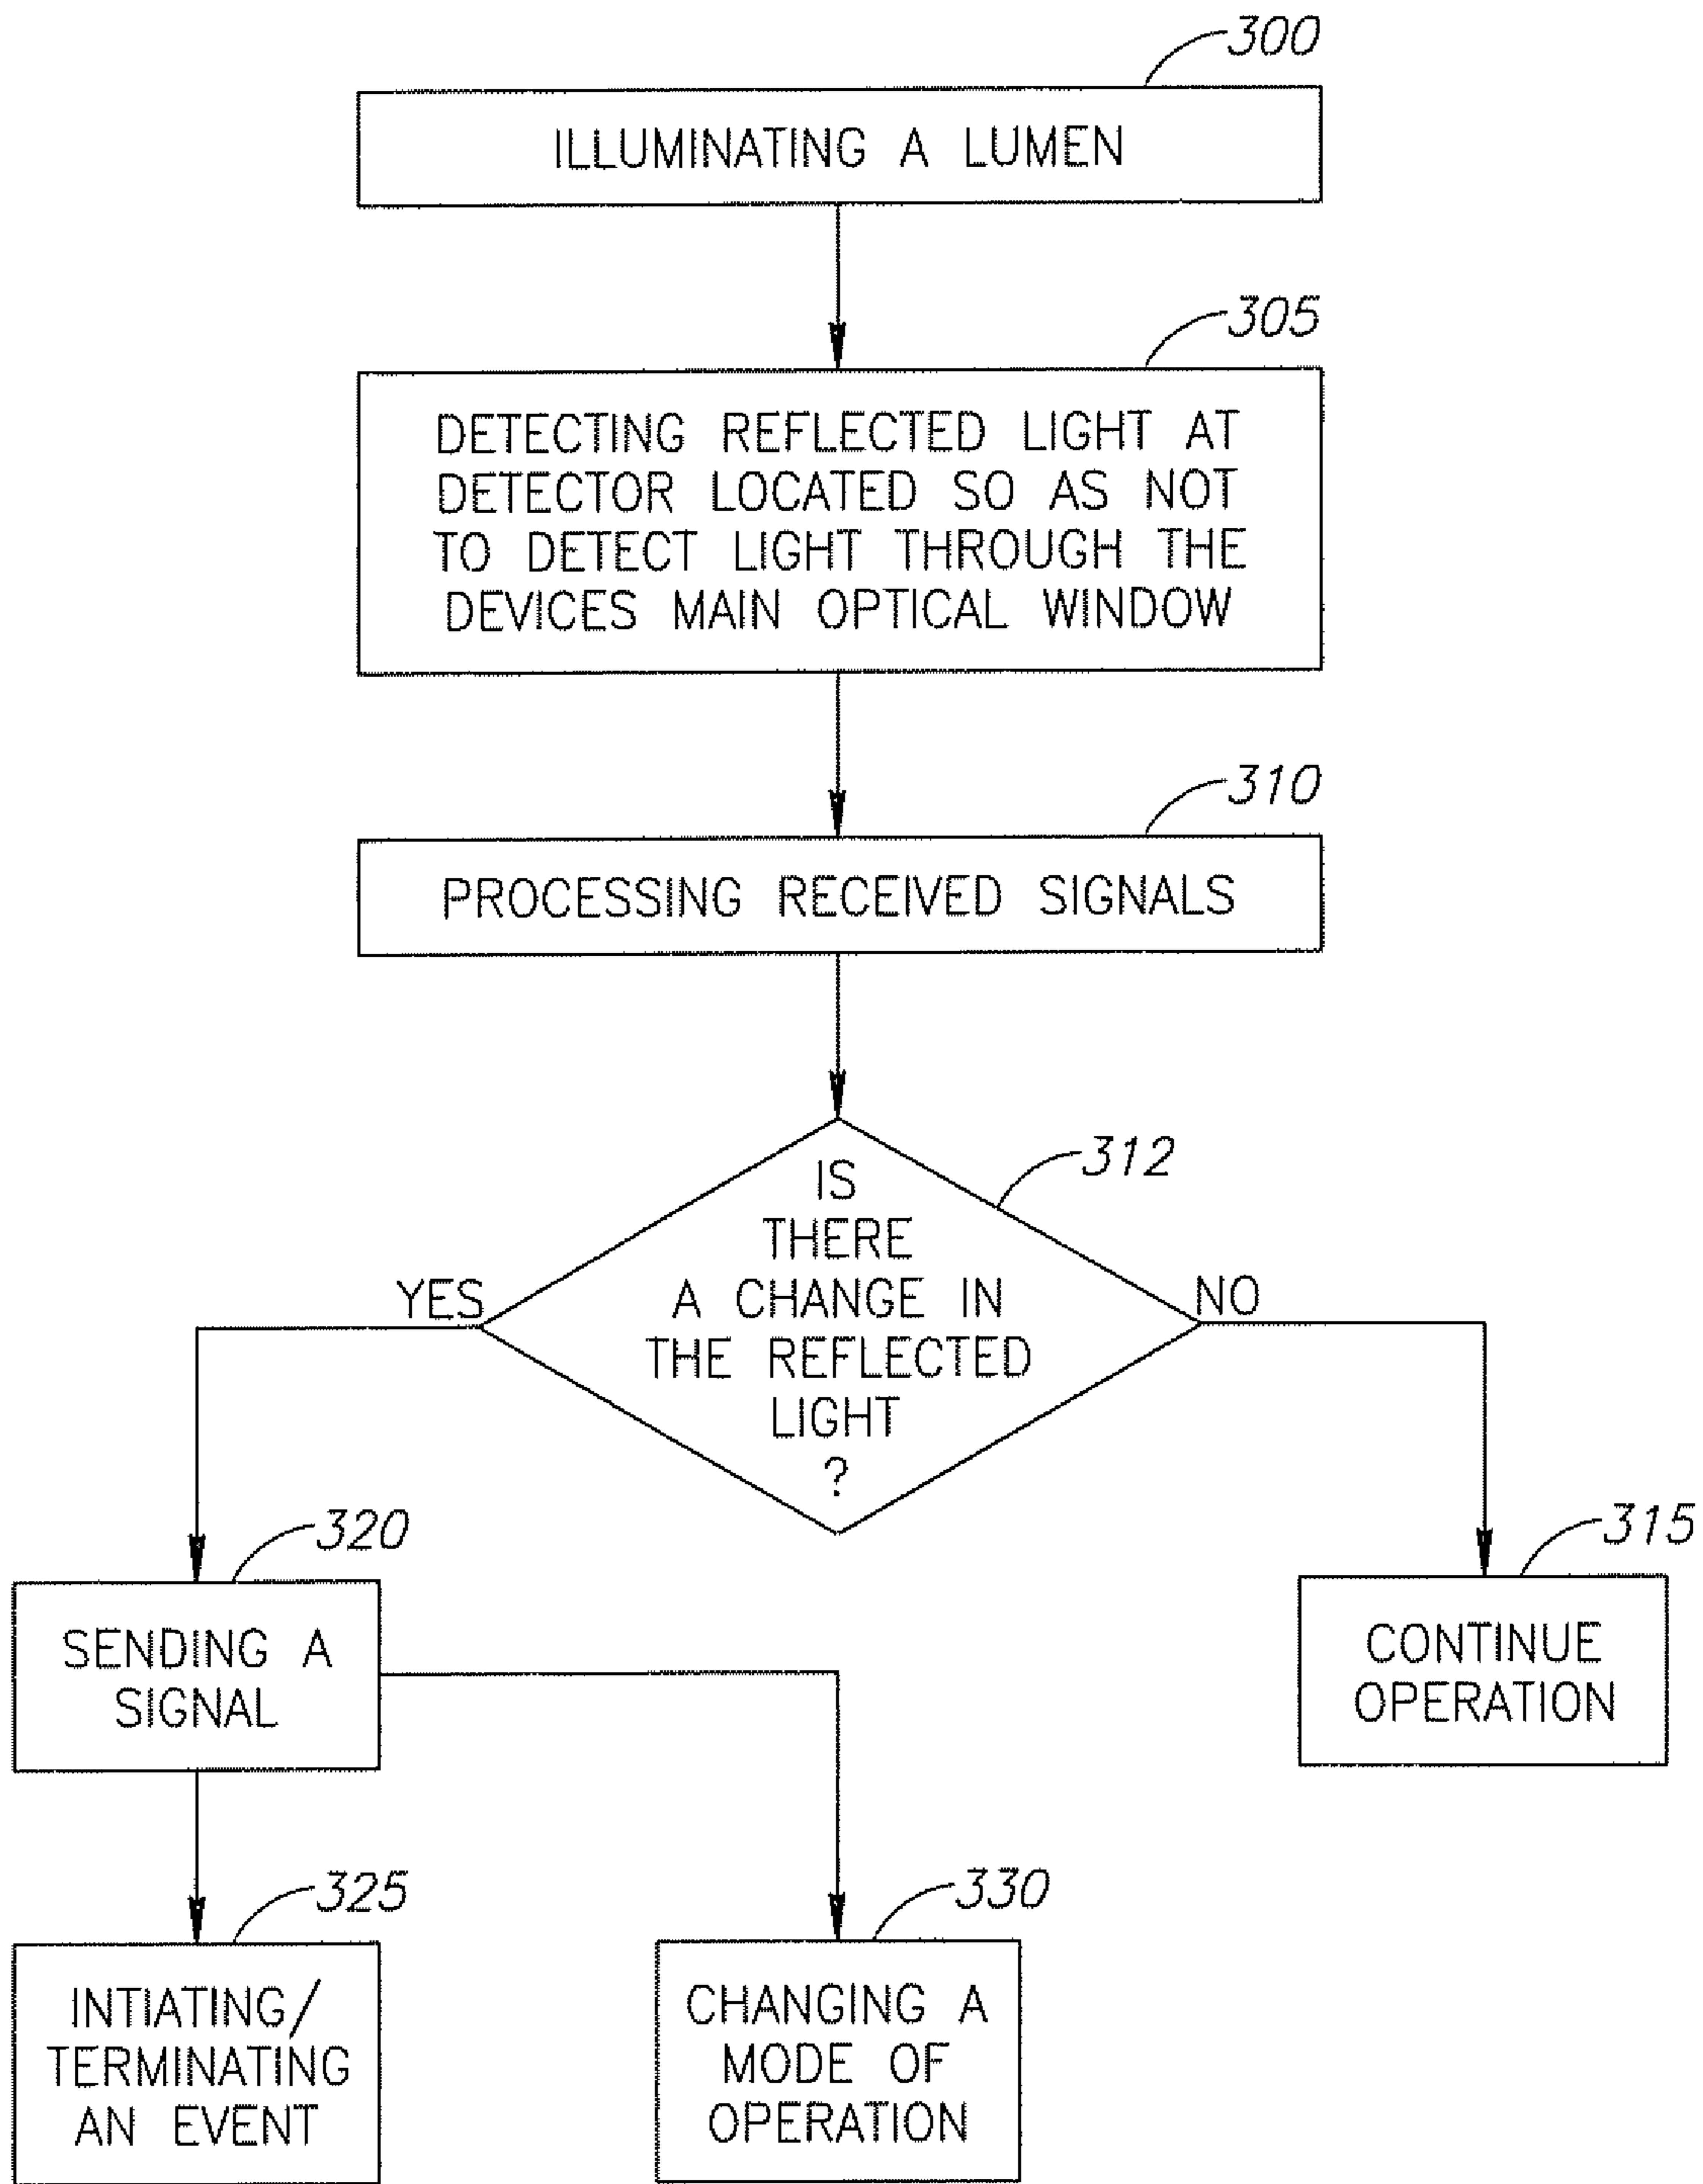 300
ILLUMINATING A LUMEN
305
DETECTING REFLECTED LIGHT AT
DETECTOR LOCATED SO AS NOT
TO DETECT LIGHT THROUGH THE
DEVICES MAIN OPTICAL WINDOW
310
PROCESSING RECEIVED SIGNALS
312
IS
THERE
A CHANGE IN
THE REFLECTED
LIGHT
?
YES
NO
320
SENDING A
SIGNAL
315
CONTINUE
OPERATION
325
INTIATING/
TERMINATING
AN EVENT
330
CHANGING A
MODE OF
OPERATION